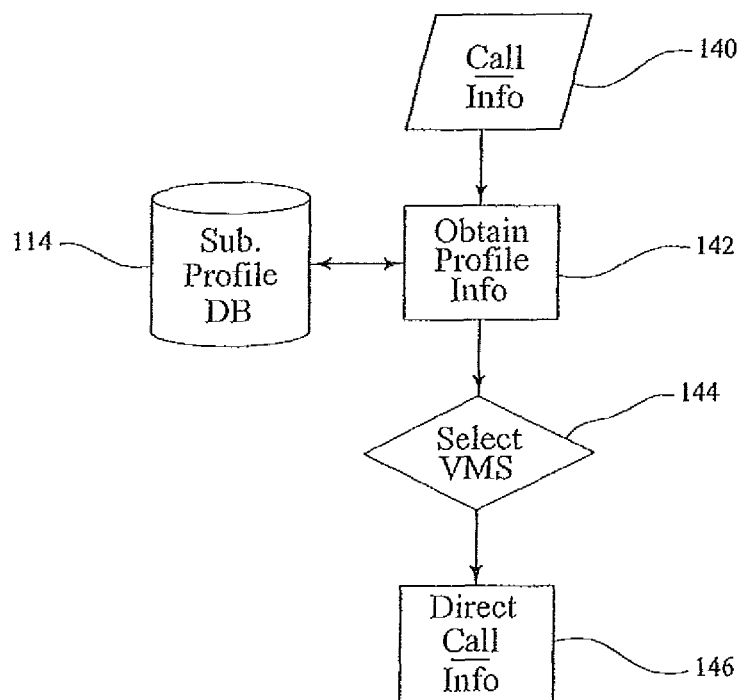 Call
Info
140
114
Sub.
Profile
DB
Obtain
Profile
Info
142
Select
VMS
144
Direct
Call
Info
146